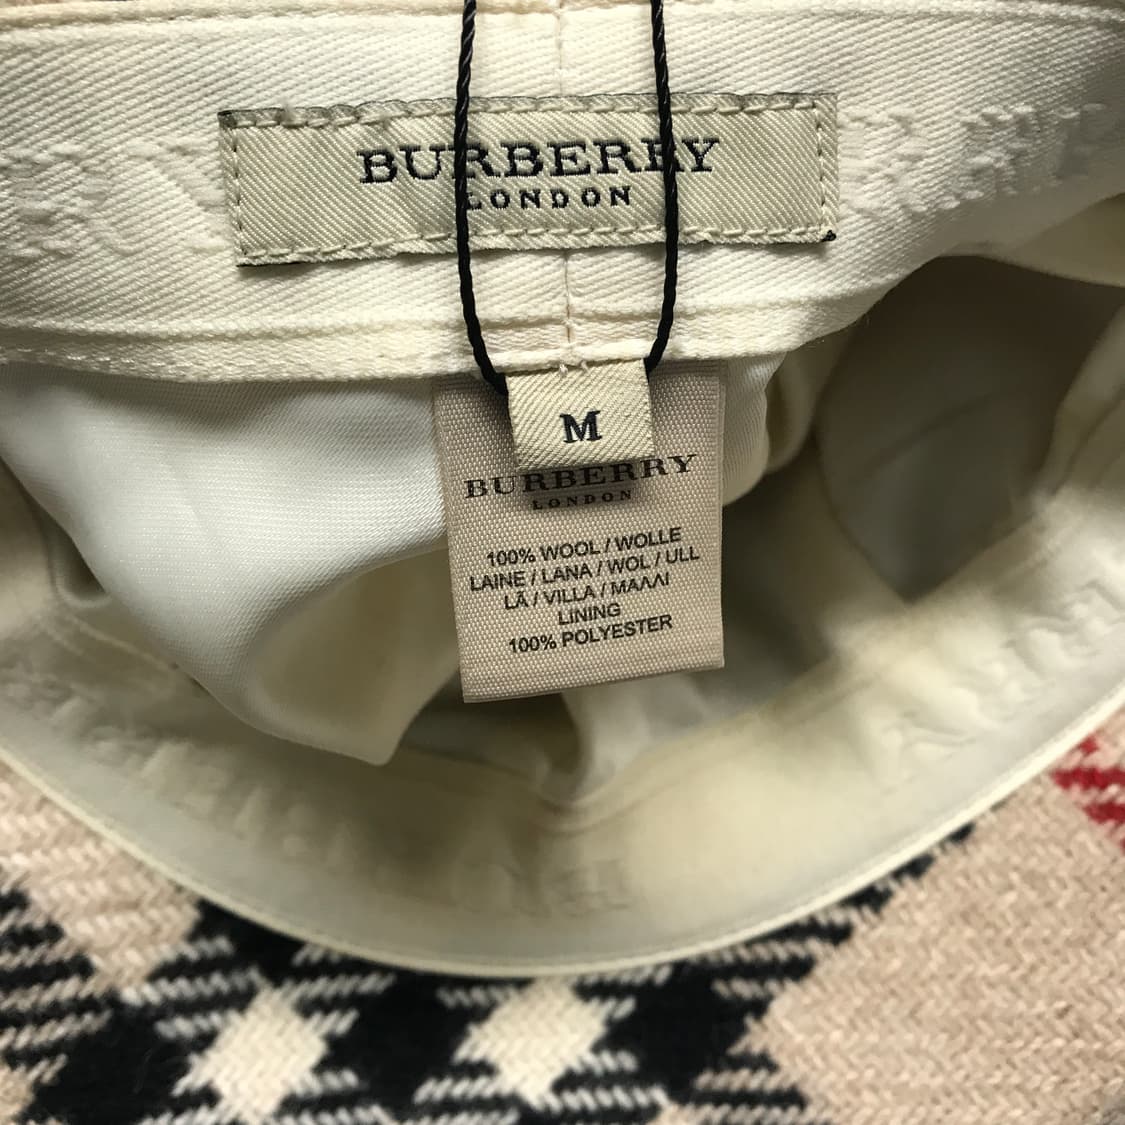 BURBERRY
LONDON
M
BURBERRY
LONDON
100% WOOL / WOLLE
LAINE / LANA / WOL / ULL
LÃ / VILLA / ΜΑΛΛΙ
LINING
100% POLYESTER